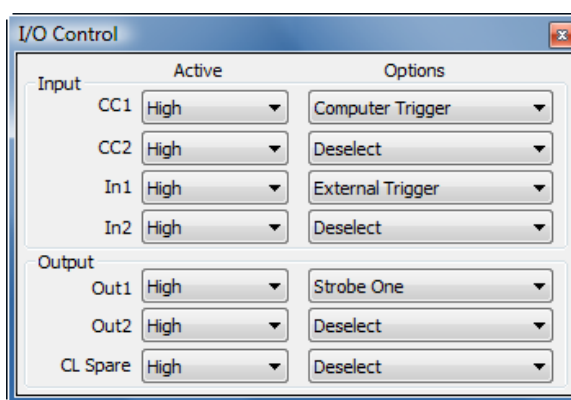 I/O Control
Active Options
Input
CC1 High Computer Trigger
CC2 High Deselect
In1 High External Trigger
In2 High Deselect
Output
Out1 High Strobe One
Out2 High Deselect
CL Spare High Deselect